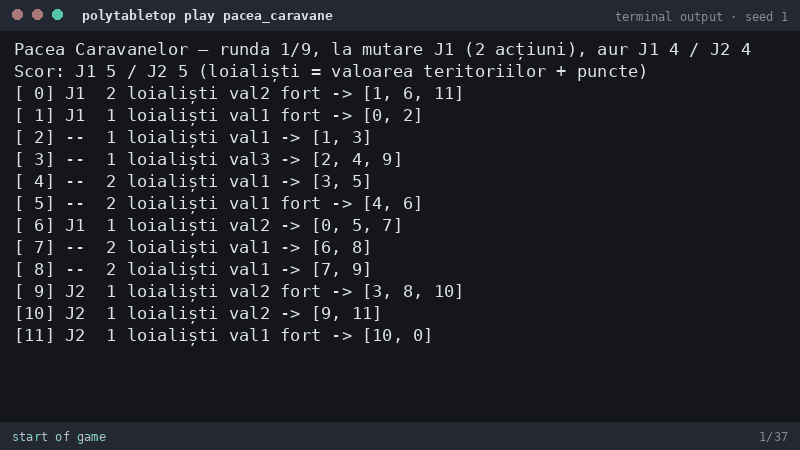 polytabletop play pacea_caravane
terminal output · seed 1
Pacea Caravanelor — runda 1/9, la mutare J1 (2 acțiuni), aur J1 4 / J2 4
Scor: J1 5 / J2 5 (loialiști = valoarea teritoriilor + puncte)
[ 0] J1  2 loialiști val2 fort -> [1, 6, 11]
[ 1] J1  1 loialiști val1 fort -> [0, 2]
[ 2] --  1 loialiști val1 -> [1, 3]
[ 3] --  1 loialiști val3 -> [2, 4, 9]
[ 4] --  2 loialiști val1 -> [3, 5]
[ 5] --  2 loialiști val1 fort -> [4, 6]
[ 6] J1  1 loialiști val2 -> [0, 5, 7]
[ 7] --  2 loialiști val1 -> [6, 8]
[ 8] --  2 loialiști val1 -> [7, 9]
[ 9] J2  1 loialiști val2 fort -> [3, 8, 10]
[10] J2  1 loialiști val2 -> [9, 11]
[11] J2  1 loialiști val1 fort -> [10, 0]
start of game
1/37